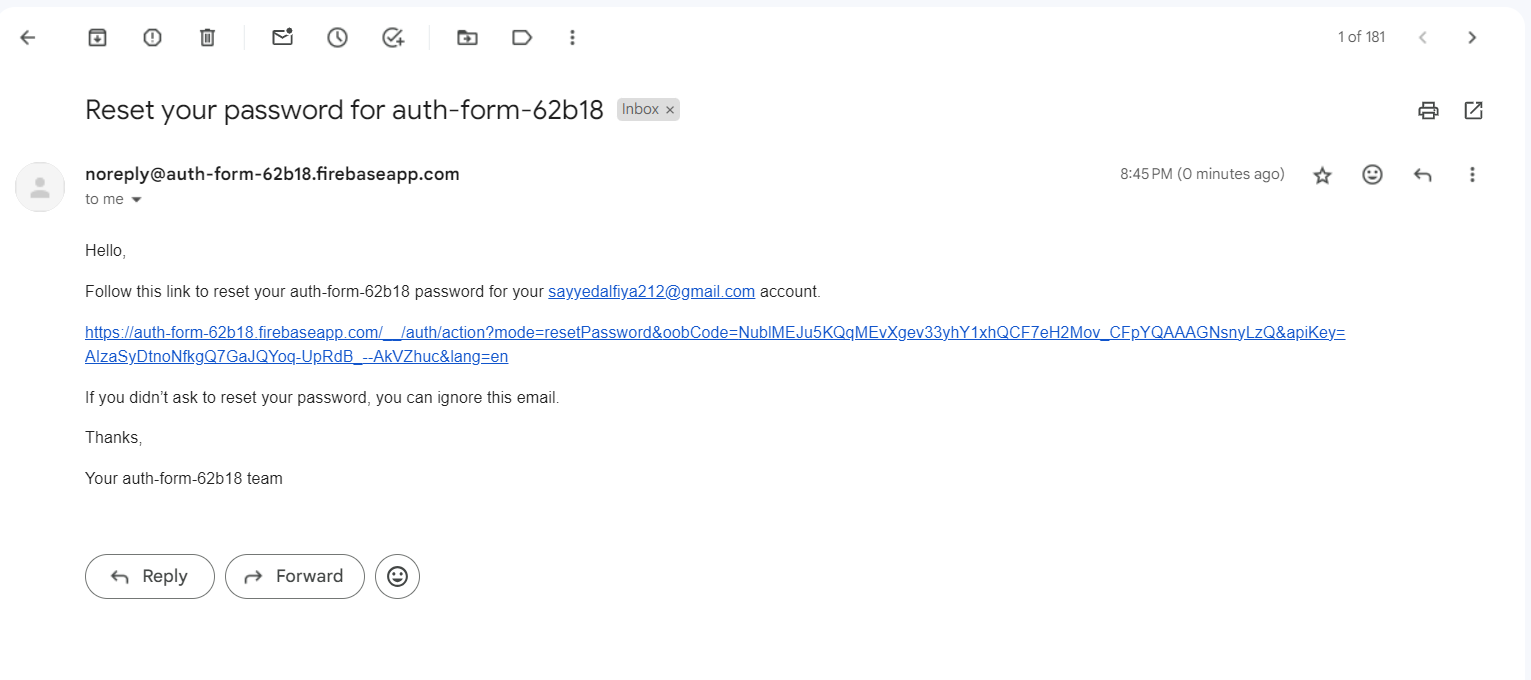 1 of 181
Reset your password for auth-form-62b18 Inbox ×
noreply@auth-form-62b18.firebaseapp.com 8:45 PM (0 minutes ago)
to me
Hello,
Follow this link to reset your auth-form-62b18 password for your sayyedalfiya212@gmail.com account.
https://auth-form-62b18.firebaseapp.com/__/auth/action?mode=resetPassword&oobCode=NublMEJu5KQqMEvXgev33yhY1xhQCF7eH2Mov_CFpYQAAAGNsnyLzQ&apiKey=
AIzaSyDtnoNfkgQ7GaJQYoq-UpRdB_--AkVZhuc&lang=en
If you didn’t ask to reset your password, you can ignore this email.
Thanks,
Your auth-form-62b18 team
Reply Forward